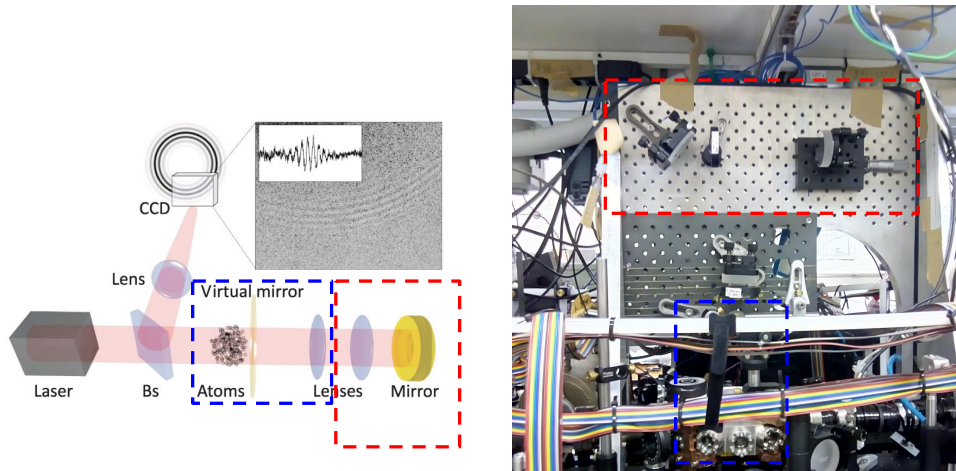 CCD
Lens
Virtual mirror
Laser
Bs
Atoms
Lenses
Mirror